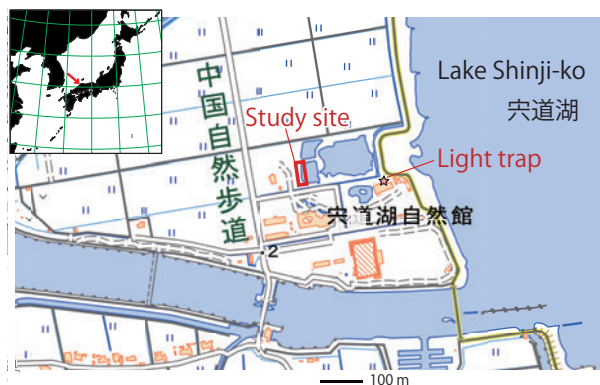 Lake Shinji-ko
宍道湖
Study site
Light trap
中国自然歩道
宍道湖自然館
2
100 m